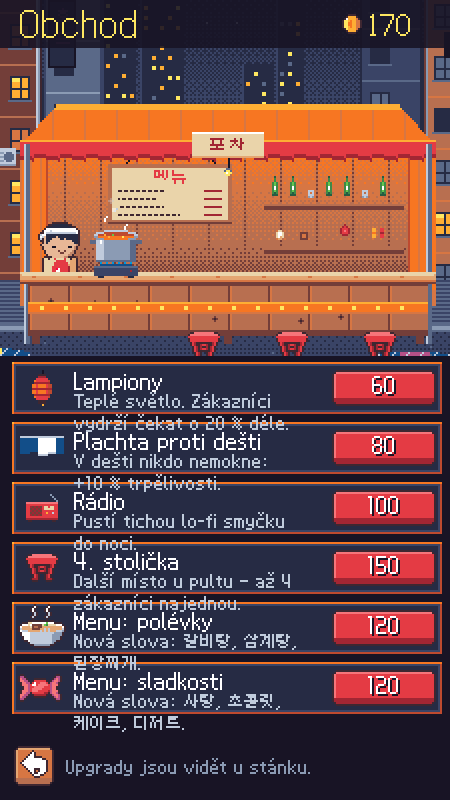 Obchod
170
포차
메뉴
Lampiony
60
Teplé světlo. Zákazníci
vydrží čekat o 20 % déle.
Plachta proti dešti
80
V dešti nikdo nemokne:
+10 % trpělivosti.
Rádio
100
Pustí tichou lo-fi smyčku
do noci.
4. stolička
150
Další místo u pultu - až 4
zákazníci najednou.
Menu: polévky
120
Nová slova: 갈비탕, 삼계탕,
된장찌개.
Menu: sladkosti
120
Nová slova: 사탕, 초콜릿,
케이크, 디저트.
Upgrady jsou vidět u stánku.